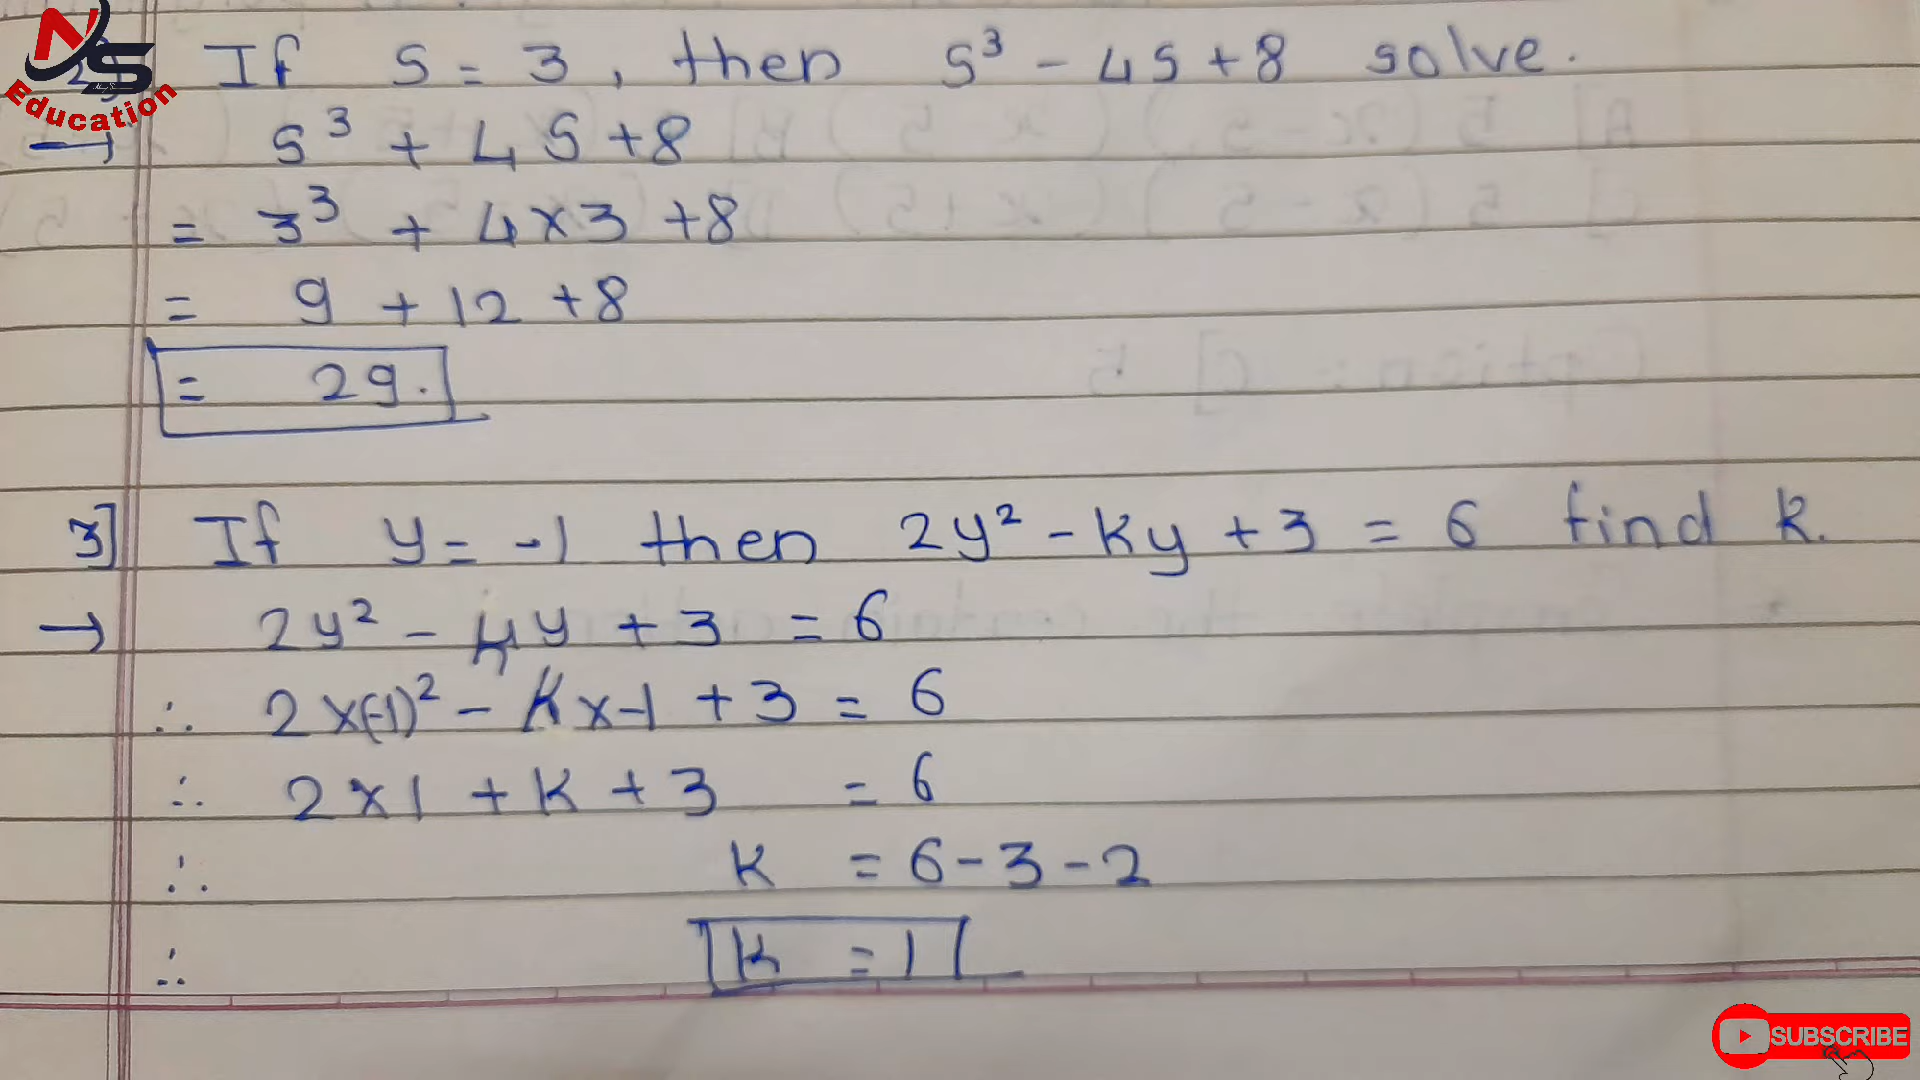 NS
Education
2] If s = 3, then s³ - 4s + 8 solve.
→ s³ + 4s + 8
= 3³ + 4 × 3 + 8
= 9 + 12 + 8
= 29.
3] If y = -1 then 2y² - ky + 3 = 6 find k.
→ 2y² - ky + 3 = 6
∴ 2×(-1)² - k×-1 + 3 = 6
∴ 2×1 + k + 3 = 6
∴ k = 6 - 3 - 2
∴ k = 1
SUBSCRIBE